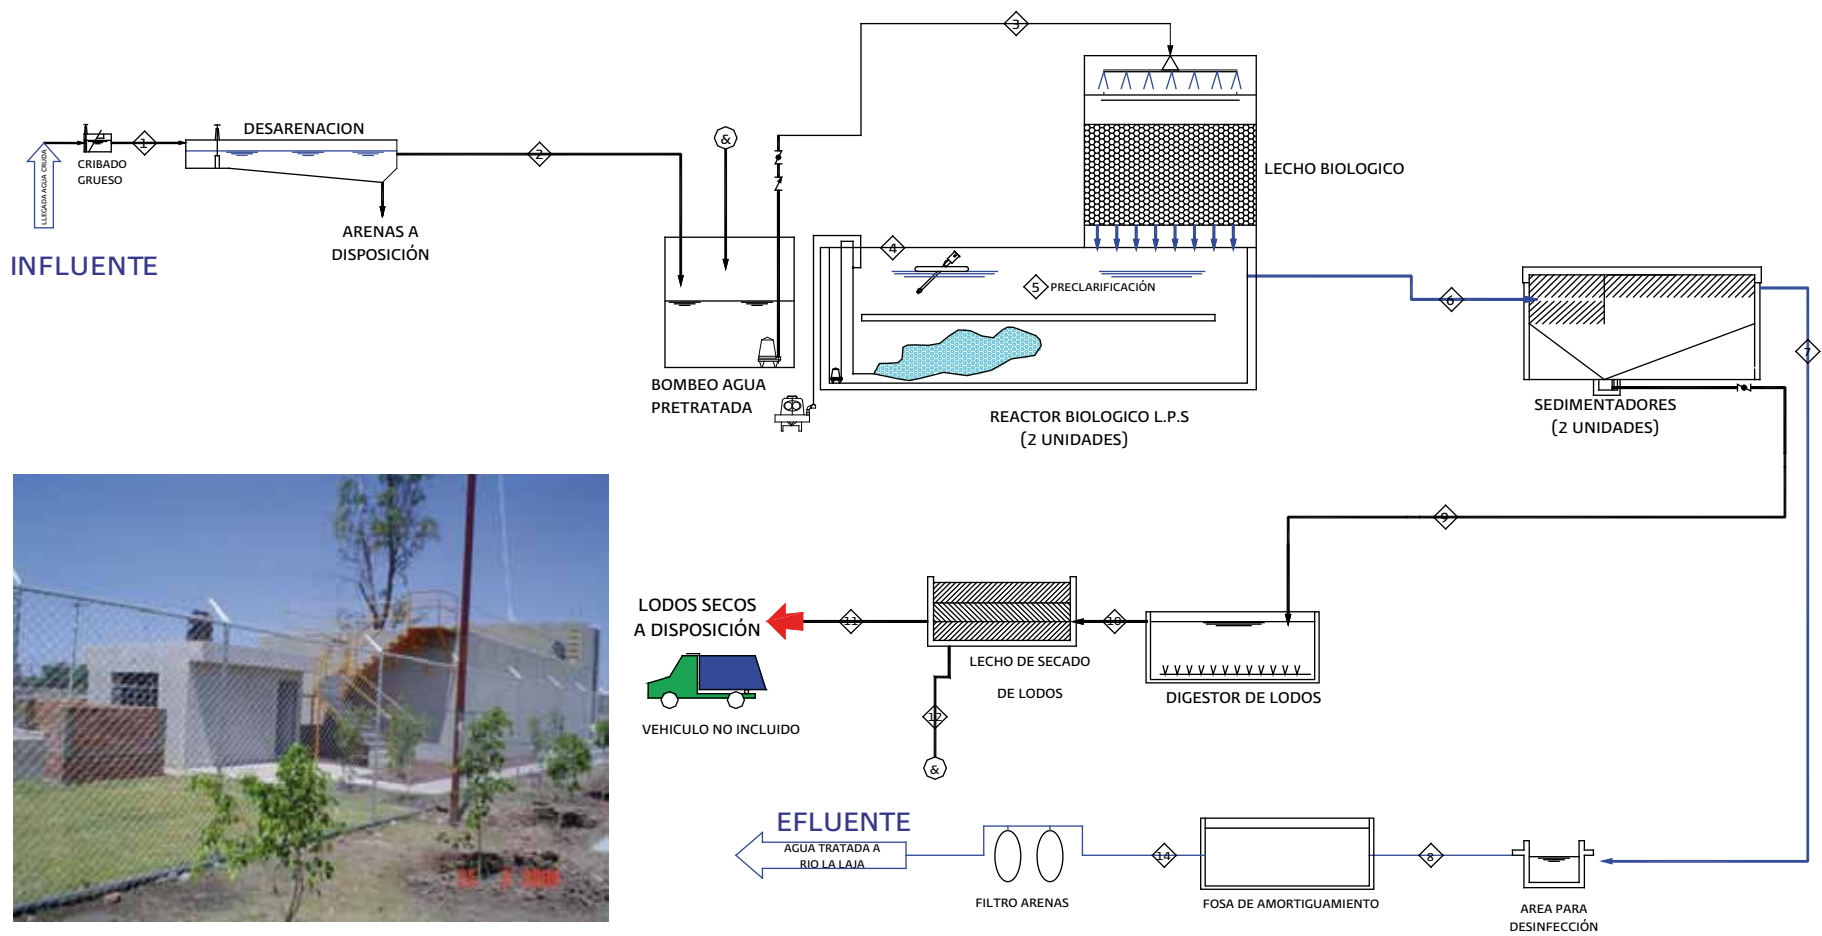 3
DESARENACION
1
2
&
CRIBADO
GRUESO
LLEGADA AGUA CRUDA
LECHO BIOLOGICO
ARENAS A
DISPOSICIÓN
INFLUENTE
4
5
PRECLARIFICACIÓN
6
7
BOMBEO AGUA
PRETRATADA
REACTOR BIOLOGICO L.P.S
(2 UNIDADES)
SEDIMENTADORES
(2 UNIDADES)
9
LODOS SECOS
A DISPOSICIÓN
11
10
LECHO DE SECADO
DE LODOS
DIGESTOR DE LODOS
VEHICULO NO INCLUIDO
12
&
EFLUENTE
AGUA TRATADA A
RIO LA LAJA
14
8
FILTRO ARENAS
FOSA DE AMORTIGUAMIENTO
AREA PARA
DESINFECCIÓN